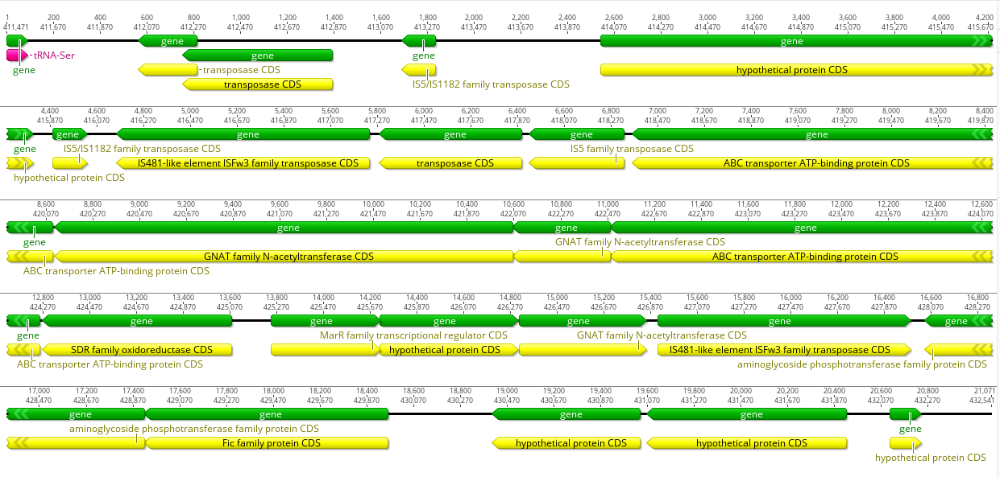 1 200 400 600 800 1,000 1,200 1,400 1,600 1,800 2,000 2,200 2,400 2,600 2,800 3,000 3,200 3,400 3,600 3,800 4,000 4,200
411,471 411,670 411,870 412,070 412,270 412,470 412,670 412,870 413,070 413,270 413,470 413,670 413,870 414,070 414,270 414,470 414,670 414,870 415,070 415,270 415,470 415,670
gene gene
tRNA-Ser gene gene
gene transposase CDS hypothetical protein CDS
transposase CDS IS5/IS1182 family transposase CDS
4,400 4,600 4,800 5,000 5,200 5,400 5,600 5,800 6,000 6,200 6,400 6,600 6,800 7,000 7,200 7,400 7,600 7,800 8,000 8,200 8,400
415,870 416,070 416,270 416,470 416,670 416,870 417,070 417,270 417,470 417,670 417,870 418,070 418,270 418,470 418,670 418,870 419,070 419,270 419,470 419,670 419,870
gene gene gene gene gene
gene IS5/IS1182 family transposase CDS IS5 family transposase CDS
IS481-like element ISFw3 family transposase CDS transposase CDS ABC transporter ATP-binding protein CDS
hypothetical protein CDS
8,600 8,800 9,000 9,200 9,400 9,600 9,800 10,000 10,200 10,400 10,600 10,800 11,000 11,200 11,400 11,600 11,800 12,000 12,200 12,400 12,600
420,070 420,270 420,470 420,670 420,870 421,070 421,270 421,470 421,670 421,870 422,070 422,270 422,470 422,670 422,870 423,070 423,270 423,470 423,670 423,870 424,070
gene gene gene
gene GNAT family N-acetyltransferase CDS
GNAT family N-acetyltransferase CDS ABC transporter ATP-binding protein CDS
ABC transporter ATP-binding protein CDS
12,800 13,000 13,200 13,400 13,600 13,800 14,000 14,200 14,400 14,600 14,800 15,000 15,200 15,400 15,600 15,800 16,000 16,200 16,400 16,600 16,800
424,270 424,470 424,670 424,870 425,070 425,270 425,470 425,670 425,870 426,070 426,270 426,470 426,670 426,870 427,070 427,270 427,470 427,670 427,870 428,070 428,270
gene gene gene gene gene gene
gene MarR family transcriptional regulator CDS GNAT family N-acetyltransferase CDS
SDR family oxidoreductase CDS hypothetical protein CDS IS481-like element ISFw3 family transposase CDS
ABC transporter ATP-binding protein CDS aminoglycoside phosphotransferase family protein CDS
17,000 17,200 17,400 17,600 17,800 18,000 18,200 18,400 18,600 18,800 19,000 19,200 19,400 19,600 19,800 20,000 20,200 20,400 20,600 20,800 21,071
428,470 428,670 428,870 429,070 429,270 429,470 429,670 429,870 430,070 430,270 430,470 430,670 430,870 431,070 431,270 431,470 431,670 431,870 432,070 432,270 432,541
gene gene gene gene
aminoglycoside phosphotransferase family protein CDS gene
Fic family protein CDS hypothetical protein CDS hypothetical protein CDS
hypothetical protein CDS